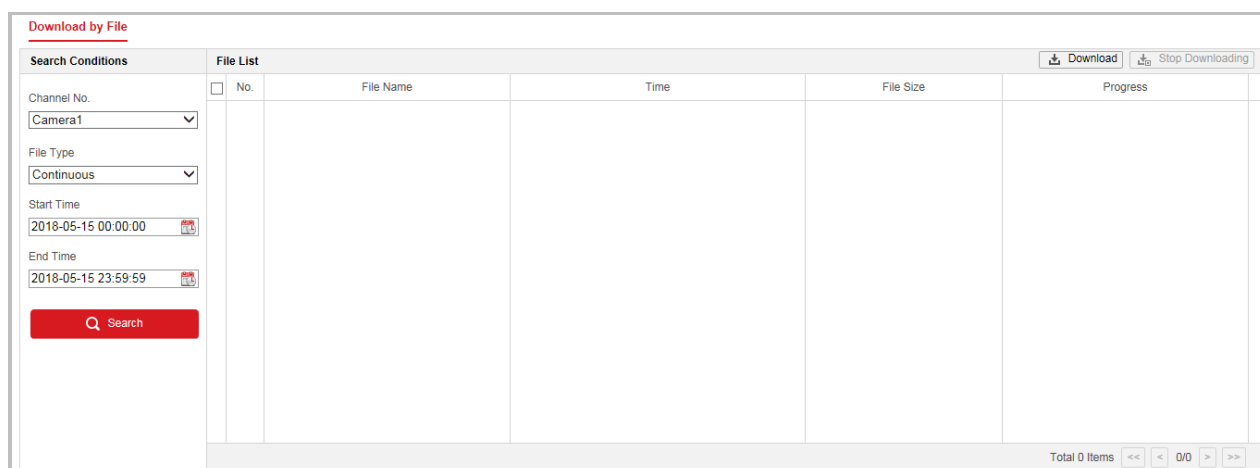 Download by File
Search Conditions
File List
Download
Stop Downloading
Channel No.
Camera1
File Type
Continuous
Start Time
2018-05-15 00:00:00
End Time
2018-05-15 23:59:59
Search
No.
File Name
Time
File Size
Progress
Total 0 Items << < 0/0 > >>